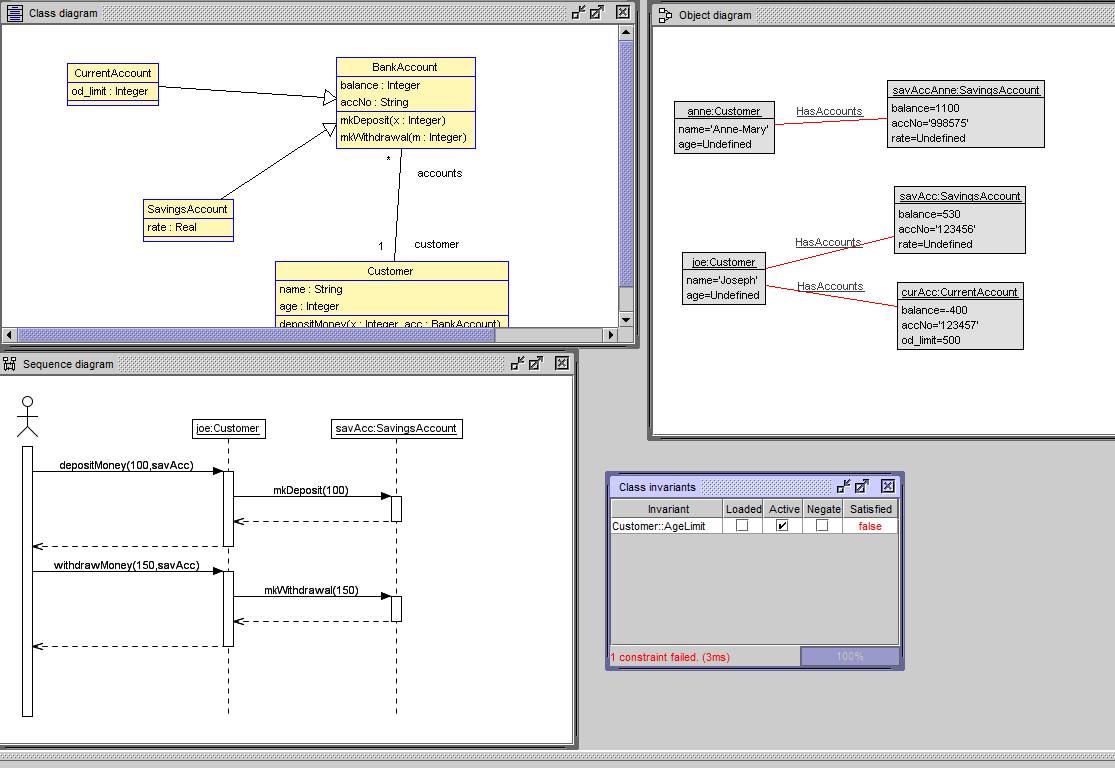 Class diagram
CurrentAccount
od_limit : Integer
BankAccount
balance : Integer
accNo : String
mkDeposit(x : Integer)
mkWithdrawal(m : Integer)
*
accounts
SavingsAccount
rate : Real
1
customer
Customer
name : String
age : Integer
depositMoney(x : Integer, acc : BankAccount)
Object diagram
anne:Customer
name='Anne-Mary'
age=Undefined
HasAccounts
savAccAnne:SavingsAccount
balance=1100
accNo='998575'
rate=Undefined
savAcc:SavingsAccount
balance=530
accNo='123456'
rate=Undefined
HasAccounts
joe:Customer
name='Joseph'
age=Undefined
HasAccounts
curAcc:CurrentAccount
balance=-400
accNo='123457'
od_limit=500
Sequence diagram
joe:Customer
savAcc:SavingsAccount
depositMoney(100,savAcc)
mkDeposit(100)
withdrawMoney(150,savAcc)
mkWithdrawal(150)
Class invariants
Invariant Loaded Active Negate Satisfied
Customer::AgeLimit false
1 constraint failed. (3ms) 100%